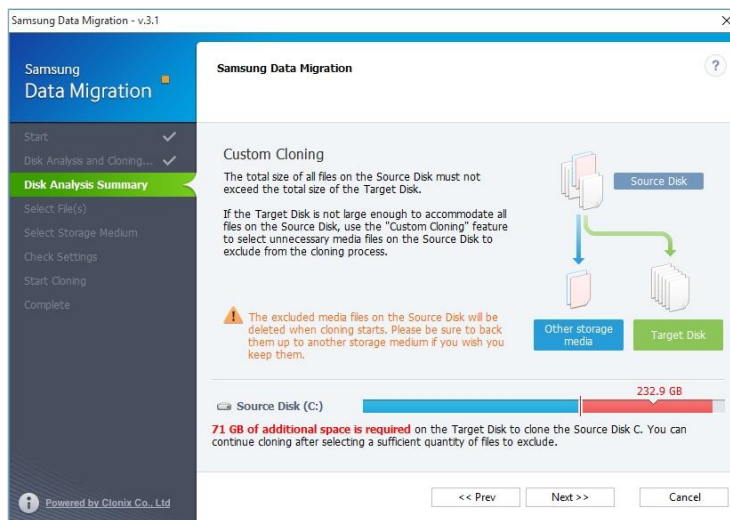 Samsung Data Migration - v.3.1
Samsung
Data Migration
Samsung Data Migration
?
Start
Disk Analysis and Cloning...
Disk Analysis Summary
Select File(s)
Select Storage Medium
Check Settings
Start Cloning
Complete
Custom Cloning
The total size of all files on the Source Disk must not
exceed the total size of the Target Disk.
If the Target Disk is not large enough to accommodate all
files on the Source Disk, use the "Custom Cloning" feature
to select unnecessary media files on the Source Disk to
exclude from the cloning process.
Source Disk
The excluded media files on the Source Disk will be
deleted when cloning starts. Please be sure to back
them up to another storage medium if you wish you
keep them.
Other storage
media
Target Disk
232.9 GB
Source Disk (C:)
71 GB of additional space is required on the Target Disk to clone the Source Disk C. You can
continue cloning after selecting a sufficient quantity of files to exclude.
Powered by Clonix Co., Ltd
<< Prev
Next >>
Cancel